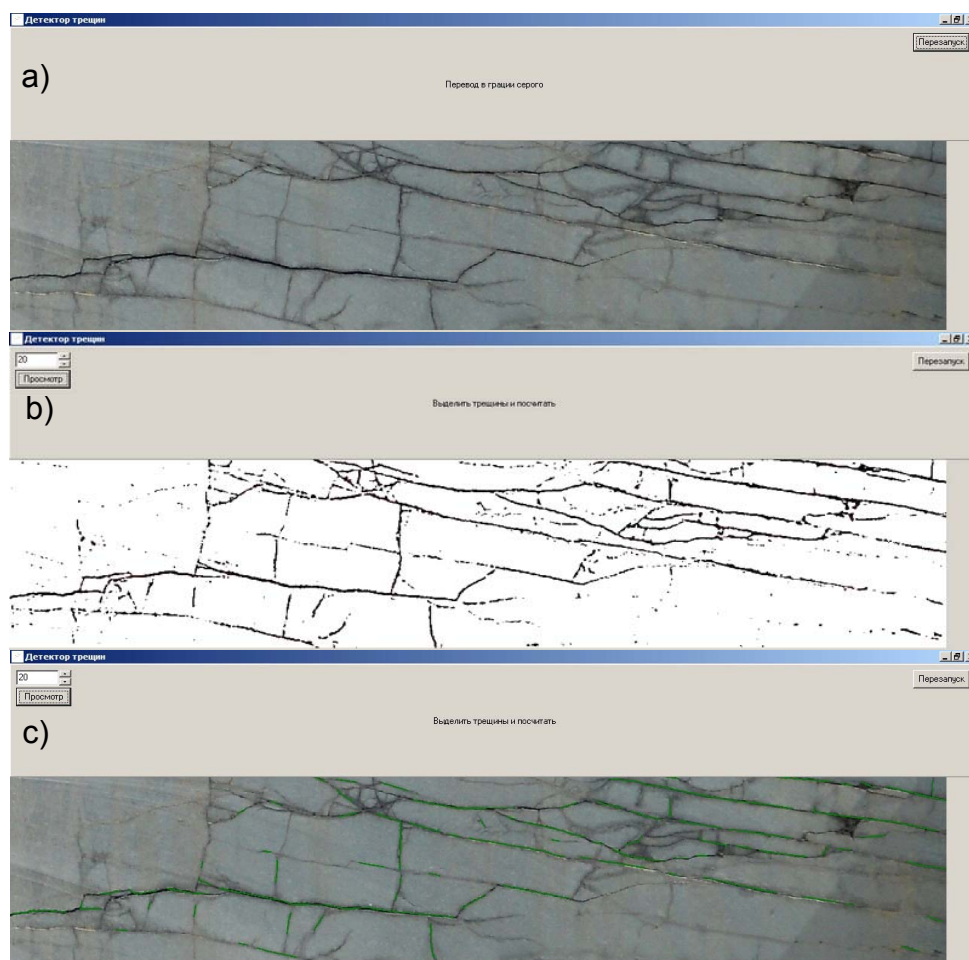 Детектор трещин
Перезапуск
a)
Перевод в грации серого
Детектор трещин
20
Перезапуск
Просмотр
b)
Выделить трещины и посчитать
Детектор трещин
20
Перезапуск
Просмотр
c)
Выделить трещины и посчитать